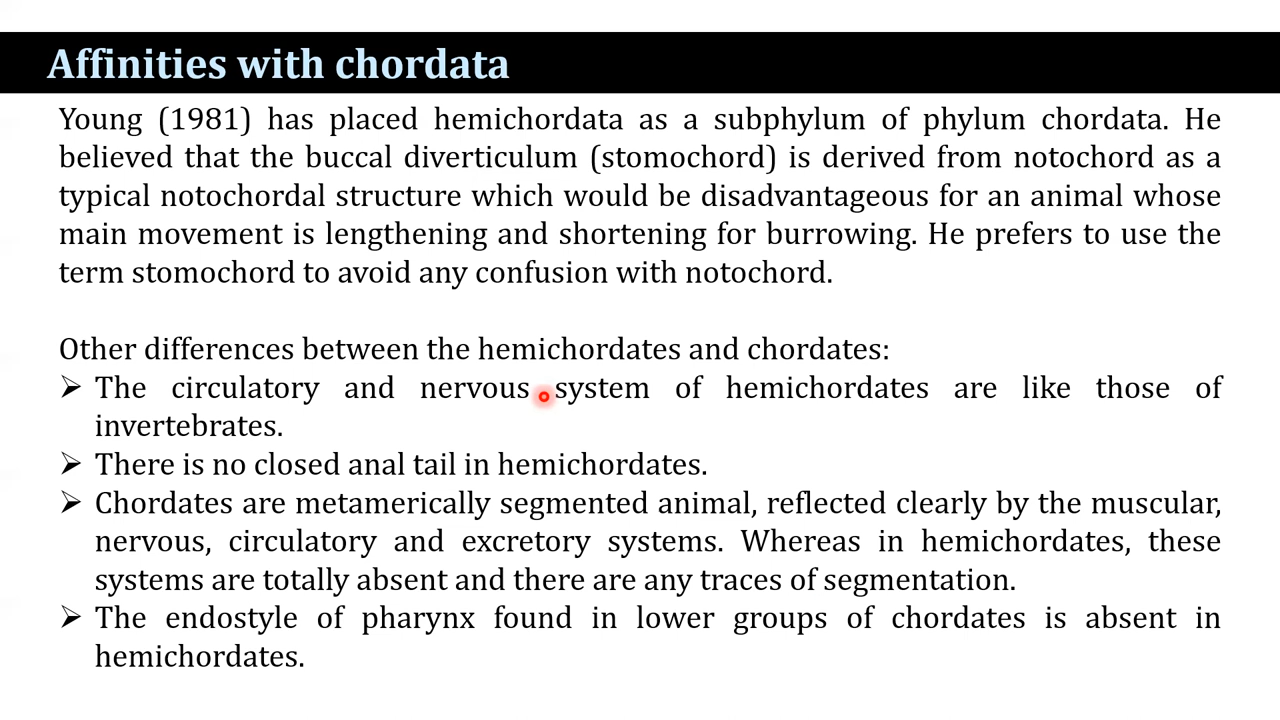 Affinities with chordata
Young (1981) has placed hemichordata as a subphylum of phylum chordata. He
believed that the buccal diverticulum (stomochord) is derived from notochord as a
typical notochordal structure which would be disadvantageous for an animal whose
main movement is lengthening and shortening for burrowing. He prefers to use the
term stomochord to avoid any confusion with notochord.
Other differences between the hemichordates and chordates:
➢ The circulatory and nervous system of hemichordates are like those of
invertebrates.
➢ There is no closed anal tail in hemichordates.
➢ Chordates are metamerically segmented animal, reflected clearly by the muscular,
nervous, circulatory and excretory systems. Whereas in hemichordates, these
systems are totally absent and there are any traces of segmentation.
➢ The endostyle of pharynx found in lower groups of chordates is absent in
hemichordates.